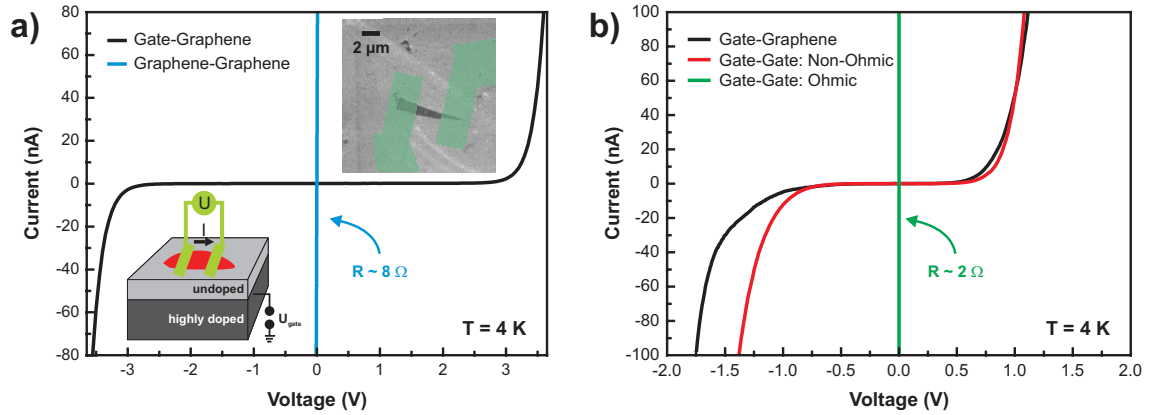 a)
Gate-Graphene
Graphene-Graphene
2 µm
80
60
40
20
0
-20
-40
-60
-80
Current (nA)
U
I
undoped
highly doped
U gate
R ~ 8 Ω
T = 4 K
-3
-2
-1
0
1
2
3
Voltage (V)
b)
Gate-Graphene
Gate-Gate: Non-Ohmic
Gate-Gate: Ohmic
100
80
60
40
20
0
-20
-40
-60
-80
-100
Current (nA)
R ~ 2 Ω
T = 4 K
-2.0
-1.5
-1.0
-0.5
0.0
0.5
1.0
1.5
2.0
Voltage (V)